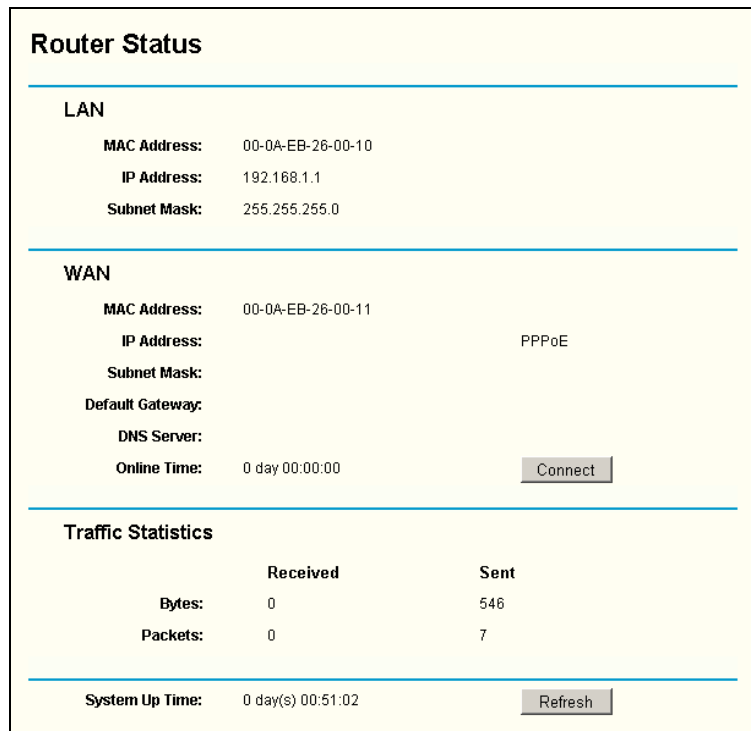 Router Status
LAN
MAC Address: 00-0A-EB-26-00-10
IP Address: 192.168.1.1
Subnet Mask: 255.255.255.0
WAN
MAC Address: 00-0A-EB-26-00-11
IP Address: PPPoE
Subnet Mask:
Default Gateway:
DNS Server:
Online Time: 0 day 00:00:00 Connect
Traffic Statistics
Received Sent
Bytes: 0 546
Packets: 0 7
System Up Time: 0 day(s) 00:51:02 Refresh